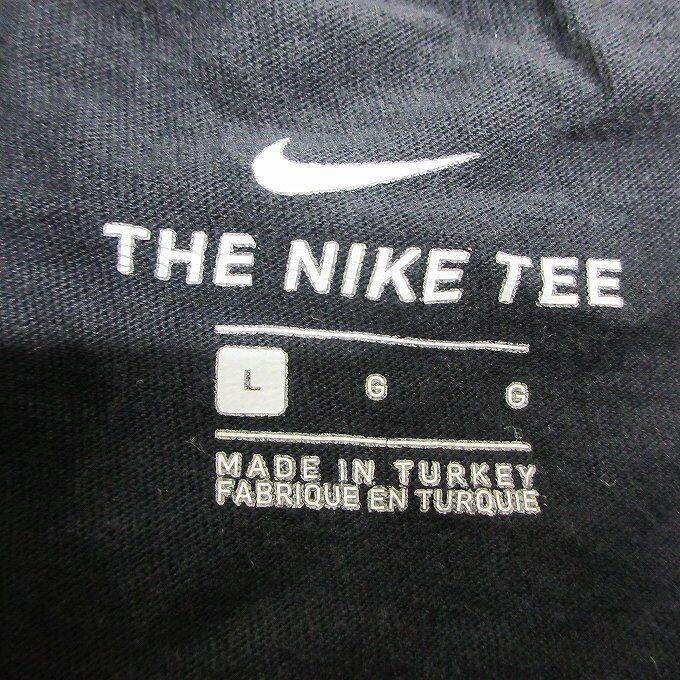 THE NIKE TEE
L G G
MADE IN TURKEY
FABRIQUE EN TURQUIE